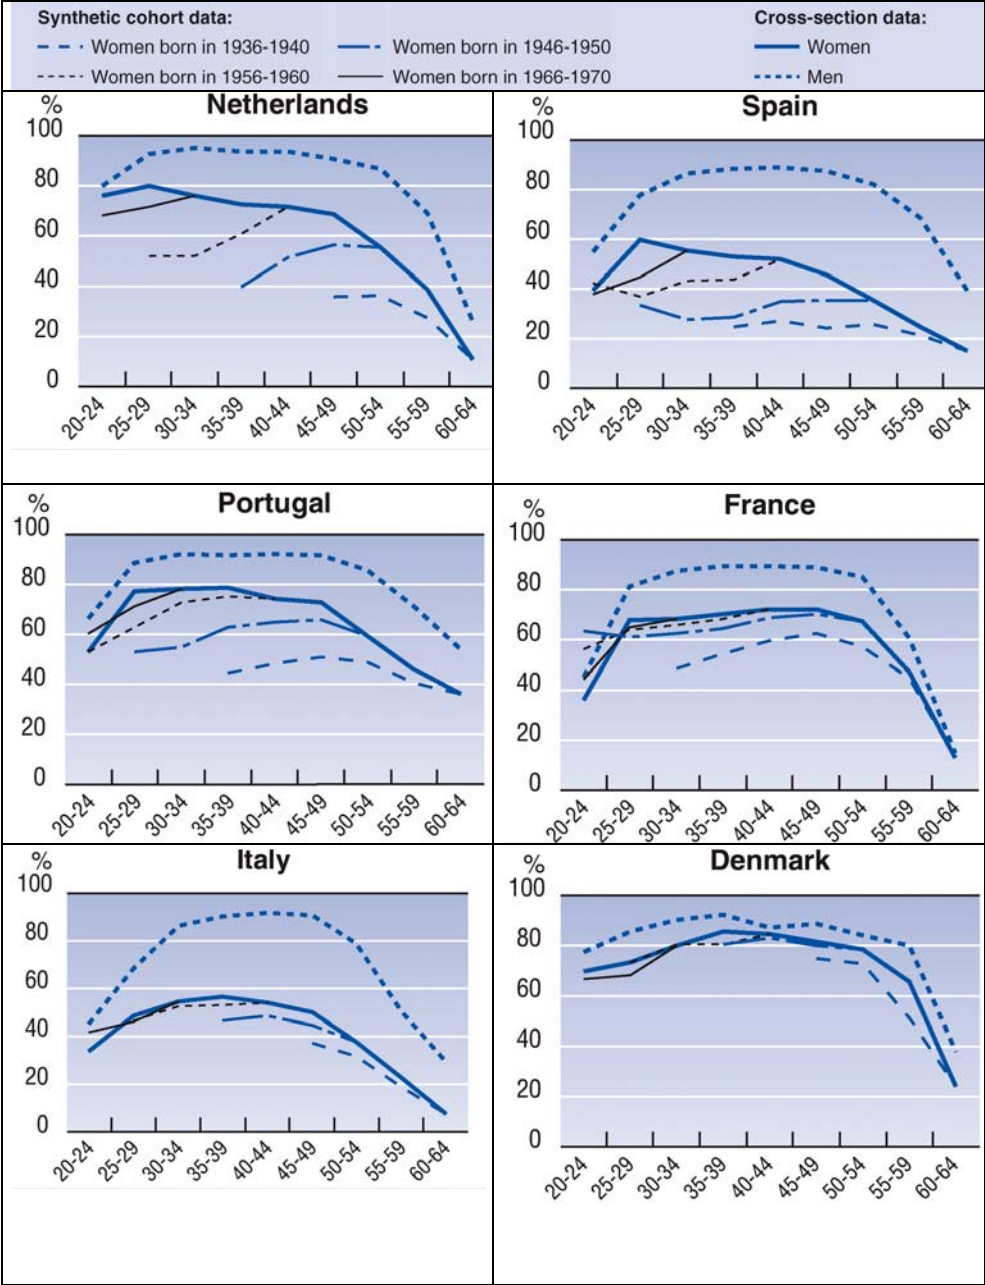 Synthetic cohort data: Cross-section data:
Women born in 1936-1940 Women born in 1946-1950 Women
Women born in 1956-1960 Women born in 1966-1970 Men
Netherlands
%
100
80
60
40
20
0
20-24 25-29 30-34 35-39 40-44 45-49 50-54 55-59 60-64
Spain
%
100
80
60
40
20
0
20-24 25-29 30-34 35-39 40-44 45-49 50-54 55-59 60-64
Portugal
%
100
80
60
40
20
0
20-24 25-29 30-34 35-39 40-44 45-49 50-54 55-59 60-64
France
%
100
80
60
40
20
0
20-24 25-29 30-34 35-39 40-44 45-49 50-54 55-59 60-64
Italy
%
100
80
60
40
20
0
20-24 25-29 30-34 35-39 40-44 45-49 50-54 55-59 60-64
Denmark
%
100
80
60
40
20
0
20-24 25-29 30-34 35-39 40-44 45-49 50-54 55-59 60-64